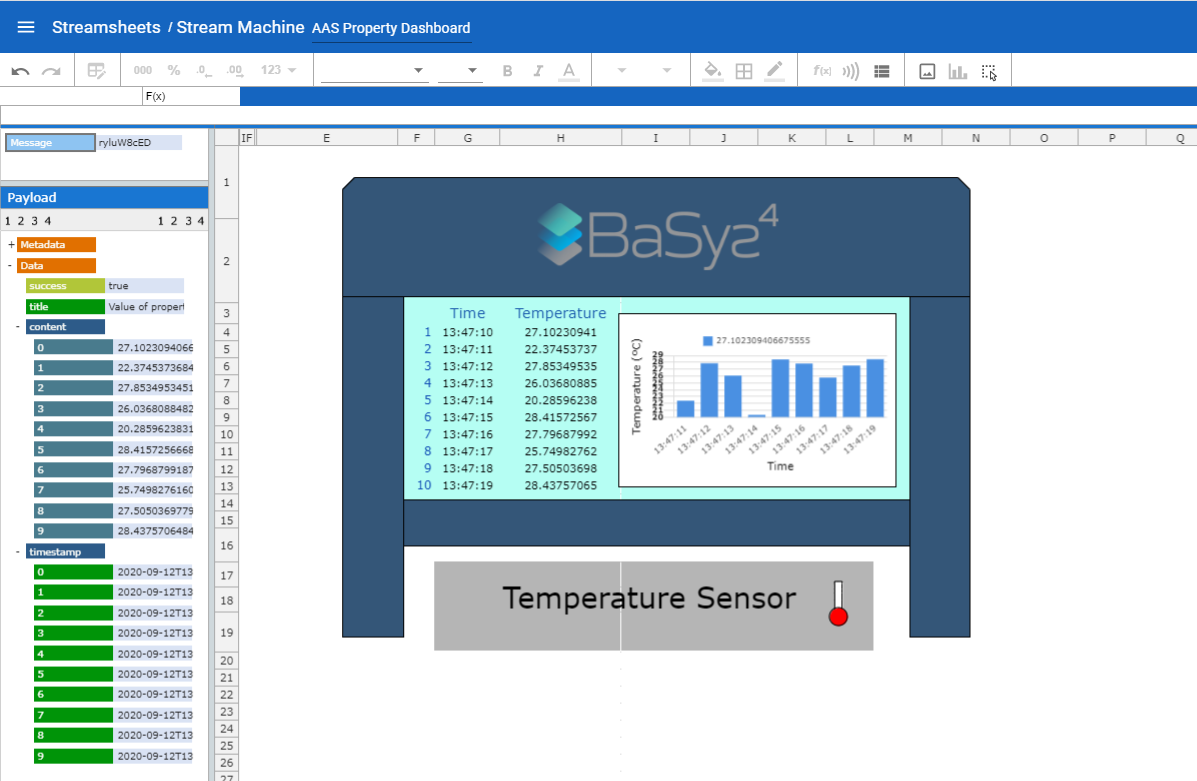 Streamsheets / Stream Machine AAS Property Dashboard
000 % .0 .00 123 B I A f(x)
F(x)
Message ryluW8cED
IF E F G H I J K L M N O P Q
Payload
1 2 3 4 1 2 3 4
+ Metadata
- Data
success true
title Value of propert
- content
0 27.1023094066
1 22.3745373684
2 27.8534953451
3 26.0368088482
4 20.2859623831
5 28.4157256668
6 27.7968799187
7 25.7498276160
8 27.5050369779
9 28.4375706484
- timestamp
0 2020-09-12T13
1 2020-09-12T13
2 2020-09-12T13
3 2020-09-12T13
4 2020-09-12T13
5 2020-09-12T13
6 2020-09-12T13
7 2020-09-12T13
8 2020-09-12T13
9 2020-09-12T13
1
2
3
4
5
6
7
8
9
10
11
12
13
14
15
16
17
18
19
20
21
22
23
24
25
26
27
BaSys 4
Time Temperature
1 13:47:10 27.10230941
2 13:47:11 22.37453737
3 13:47:12 27.85349535
4 13:47:13 26.03680885
5 13:47:14 20.28596238
6 13:47:15 28.41572567
7 13:47:16 27.79687992
8 13:47:17 25.74982762
9 13:47:18 27.50503698
10 13:47:19 28.43757065
27.102309406675555
Temperature (ºC)
29
28
27
26
25
24
23
22
21
20
13:47:11 13:47:12 13:47:13 13:47:14 13:47:15 13:47:16 13:47:17 13:47:18 13:47:19
Time
Temperature Sensor